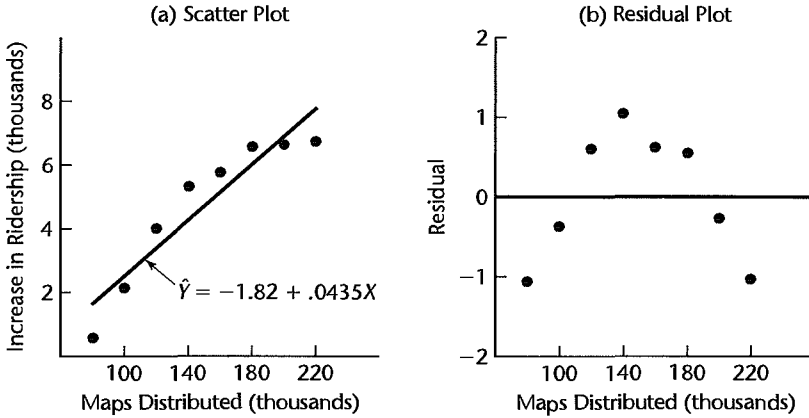 (a) Scatter Plot
Increase in Ridership (thousands)
8
6
4
2
Ŷ = −1.82 + .0435X
100 140 180 220
Maps Distributed (thousands)
(b) Residual Plot
Residual
2
1
0
−1
−2
100 140 180 220
Maps Distributed (thousands)